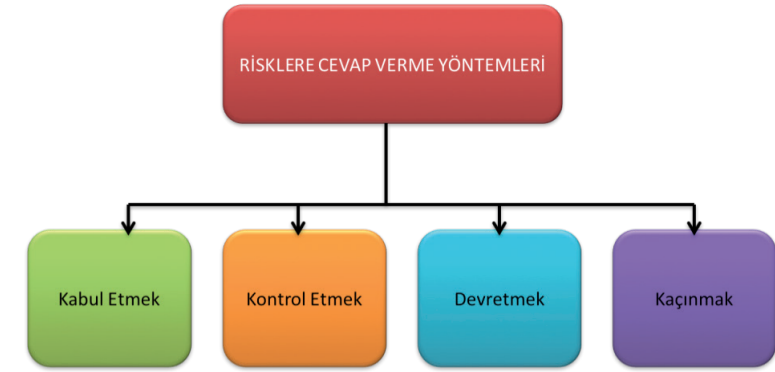 RİSKLERE CEVAP VERME YÖNTEMLERİ
Kabul Etmek
Kontrol Etmek
Devretmek
Kaçınmak